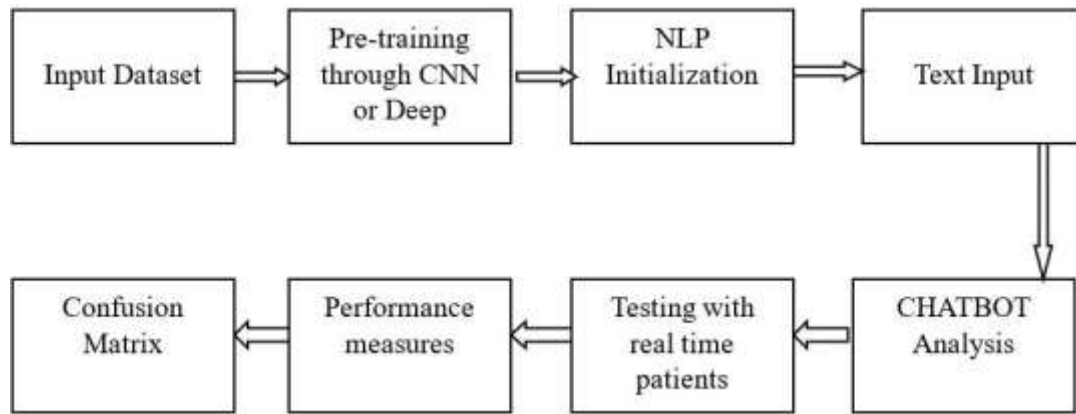 Input Dataset
Pre-training
through CNN
or Deep
NLP
Initialization
Text Input
CHATBOT
Analysis
Testing with
real time
patients
Performance
measures
Confusion
Matrix